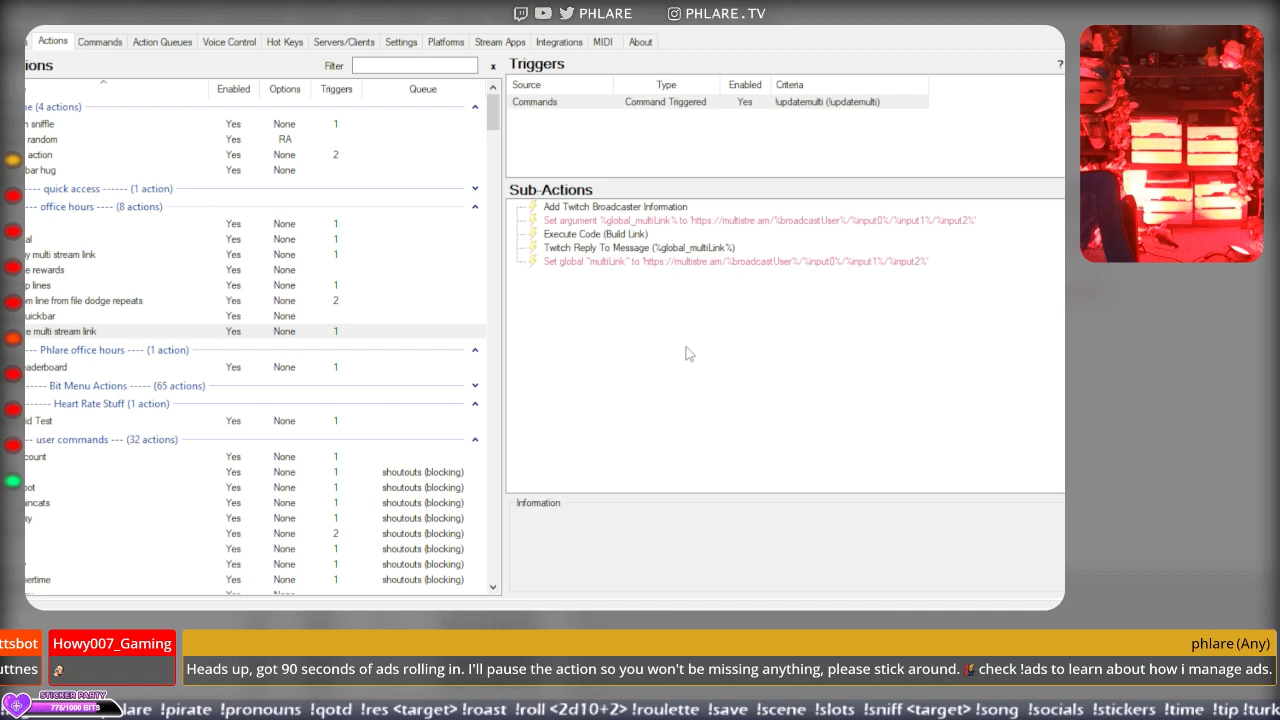 PHLARE PHLARE.TV
Actions Commands Action Queues Voice Control Hot Keys Servers/Clients Settings Platforms Stream Apps Integrations MIDI About
ions Filter x
Enabled Options Triggers Queue
e (4 actions)
n sniffle Yes None 1
random Yes RA
action Yes None 2
bar hug Yes None
---- quick access ------ (1 action)
office hours ---- (8 actions)
Yes None 1
al Yes None 1
y multi stream link Yes None 1
e rewards Yes None
p lines Yes None 1
m line from file dodge repeats Yes None 2
uickbar Yes None
e multi stream link Yes None 1
---- Phlare office hours ---- (1 action)
eaderboard Yes None 1
------ Bit Menu Actions ----- (65 actions)
-------- Heart Rate Stuff (1 action)
id Test Yes None 1
-- user commands --- (32 actions)
count Yes None 1
Yes None 1 shoutouts (blocking)
bot Yes None 1 shoutouts (blocking)
ancats Yes None 1 shoutouts (blocking)
sy Yes None 1 shoutouts (blocking)
Yes None 2 shoutouts (blocking)
Yes None 1 shoutouts (blocking)
Yes None 1 shoutouts (blocking)
mertime Yes None 1 shoutouts (blocking)
Triggers ?
Source Type Enabled Criteria
Commands Command Triggered Yes !updatemulti (!updatemulti)
Sub-Actions
Add Twitch Broadcaster Information
Set argument %global_multiLink% to 'https://multistre.am/%broadcastUser%/%input0%/%input1%/%input2%'
Execute Code (Build Link)
Twitch Reply To Message (%global_multiLink%)
Set global "multiLink" to 'https://multistre.am/%broadcastUser%/%input0%/%input1%/%input2%'
Information
ttsbot Howy007_Gaming phlare (Any)
uttnes Heads up, got 90 seconds of ads rolling in. I'll pause the action so you won't be missing anything, please stick around. check !ads to learn about how i manage ads.
STICKER PARTY
775/1000 BITS
lare !pirate !pronouns !qotd !res <target> !roast !roll <2d10+2> !roulette !save !scene !slots !sniff <target> !song !socials !stickers !time !tip !turk